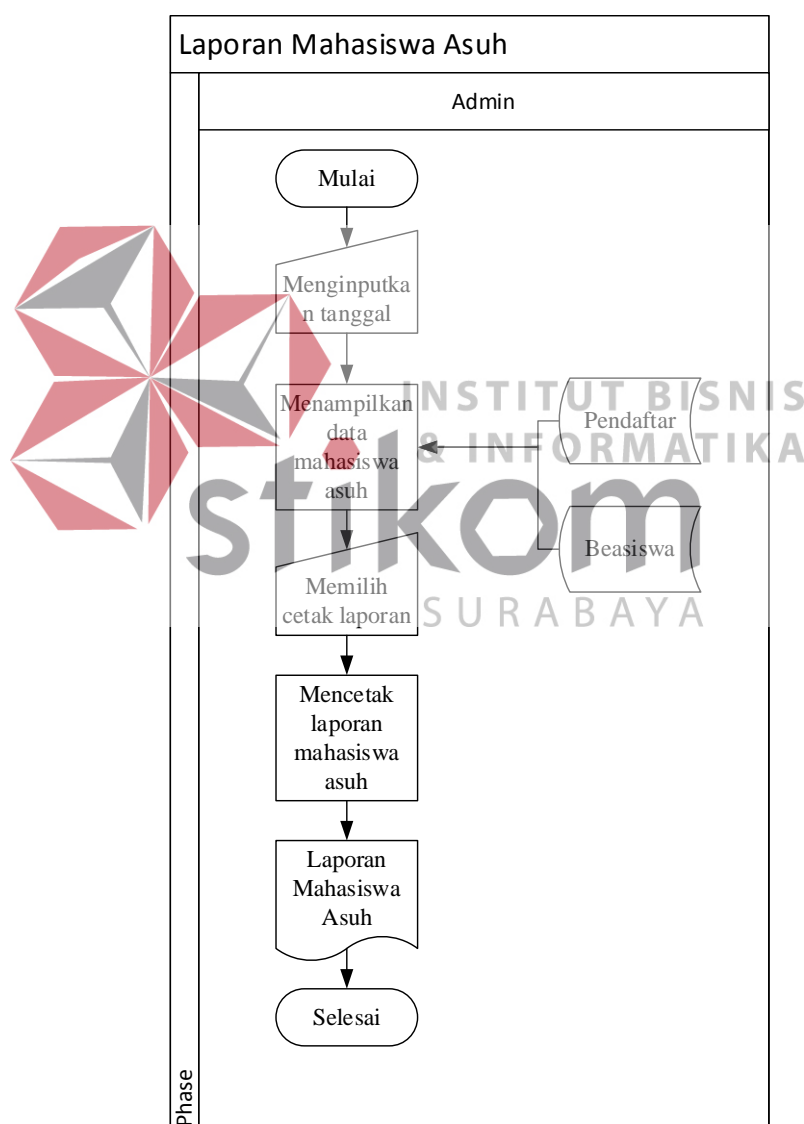 Laporan Mahasiswa Asuh
Admin
Mulai
Menginputka
n tanggal
Menampilkan
data
mahasiswa
asuh
Pendaftar
Beasiswa
Memilih
cetak laporan
Mencetak
laporan
mahasiswa
asuh
Laporan
Mahasiswa
Asuh
Selesai
Phase
INSTITUT BISNIS
& INFORMATIKA
stikom
SURABAYA